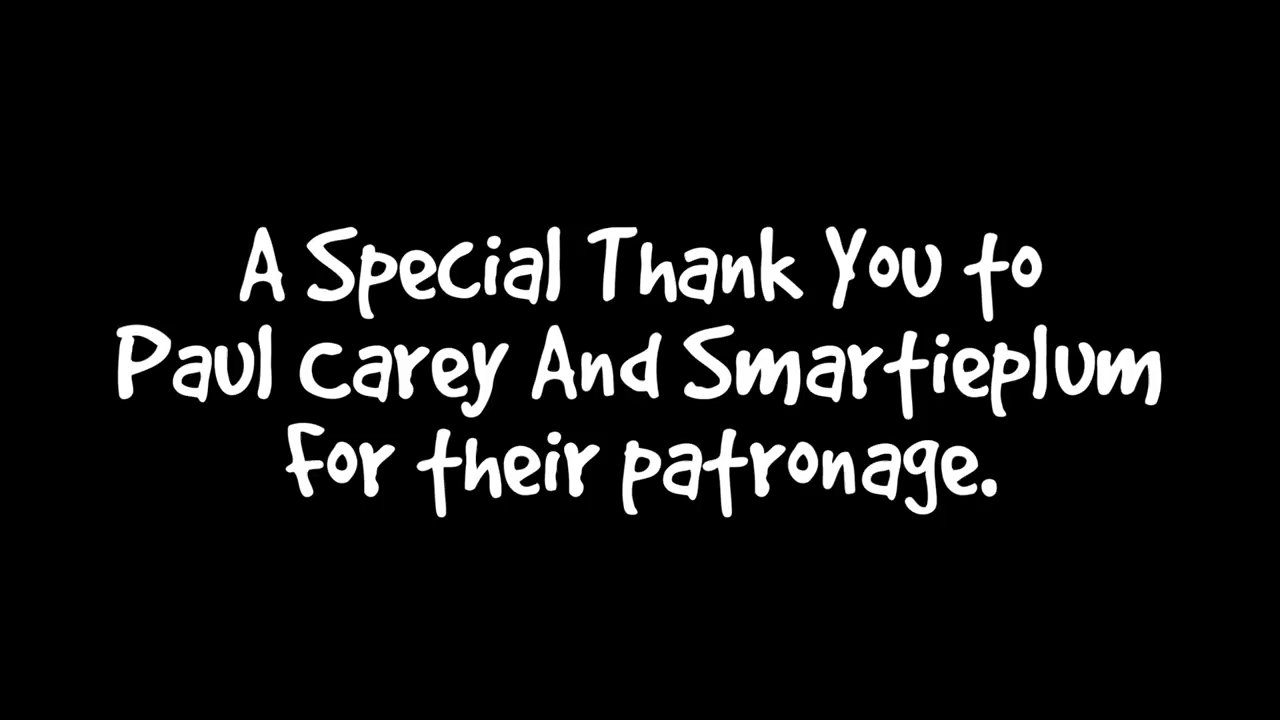 A Special Thank You to
Paul Carey And Smartieplum
For their patronage.